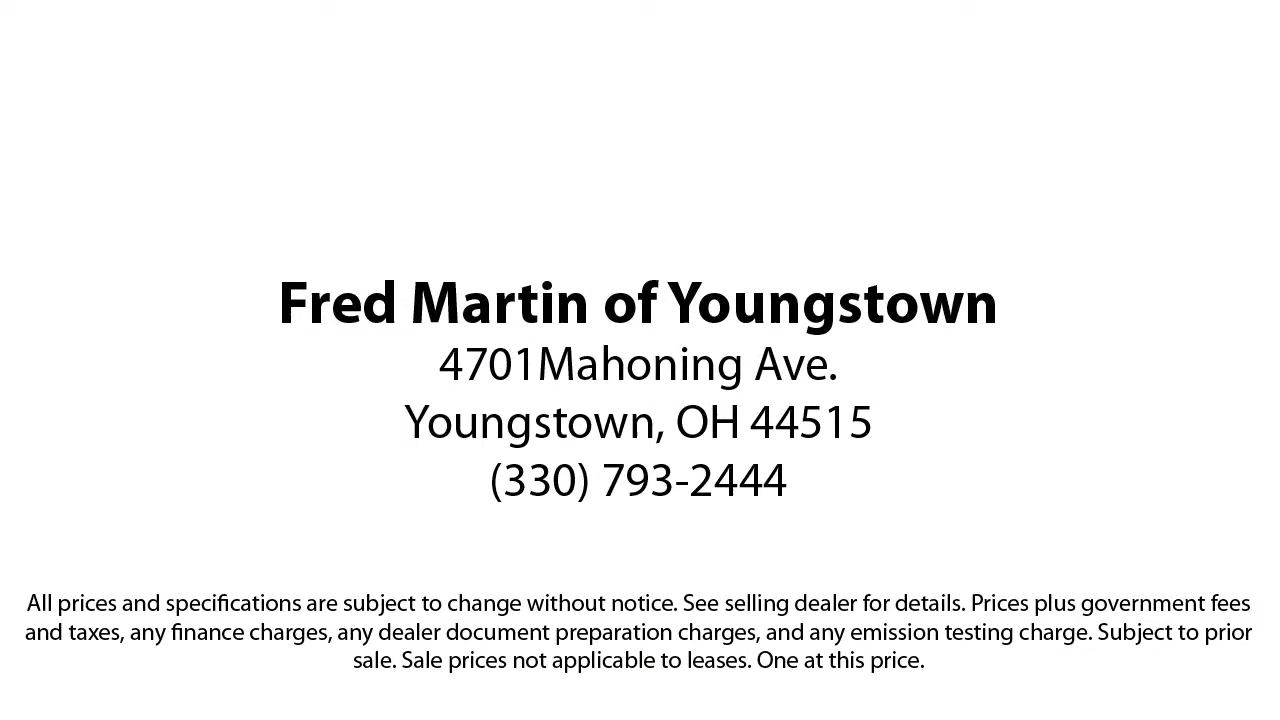 Fred Martin of Youngstown
4701Mahoning Ave.
Youngstown, OH 44515
(330) 793-2444
All prices and specifications are subject to change without notice. See selling dealer for details. Prices plus government fees
and taxes, any finance charges, any dealer document preparation charges, and any emission testing charge. Subject to prior
sale. Sale prices not applicable to leases. One at this price.